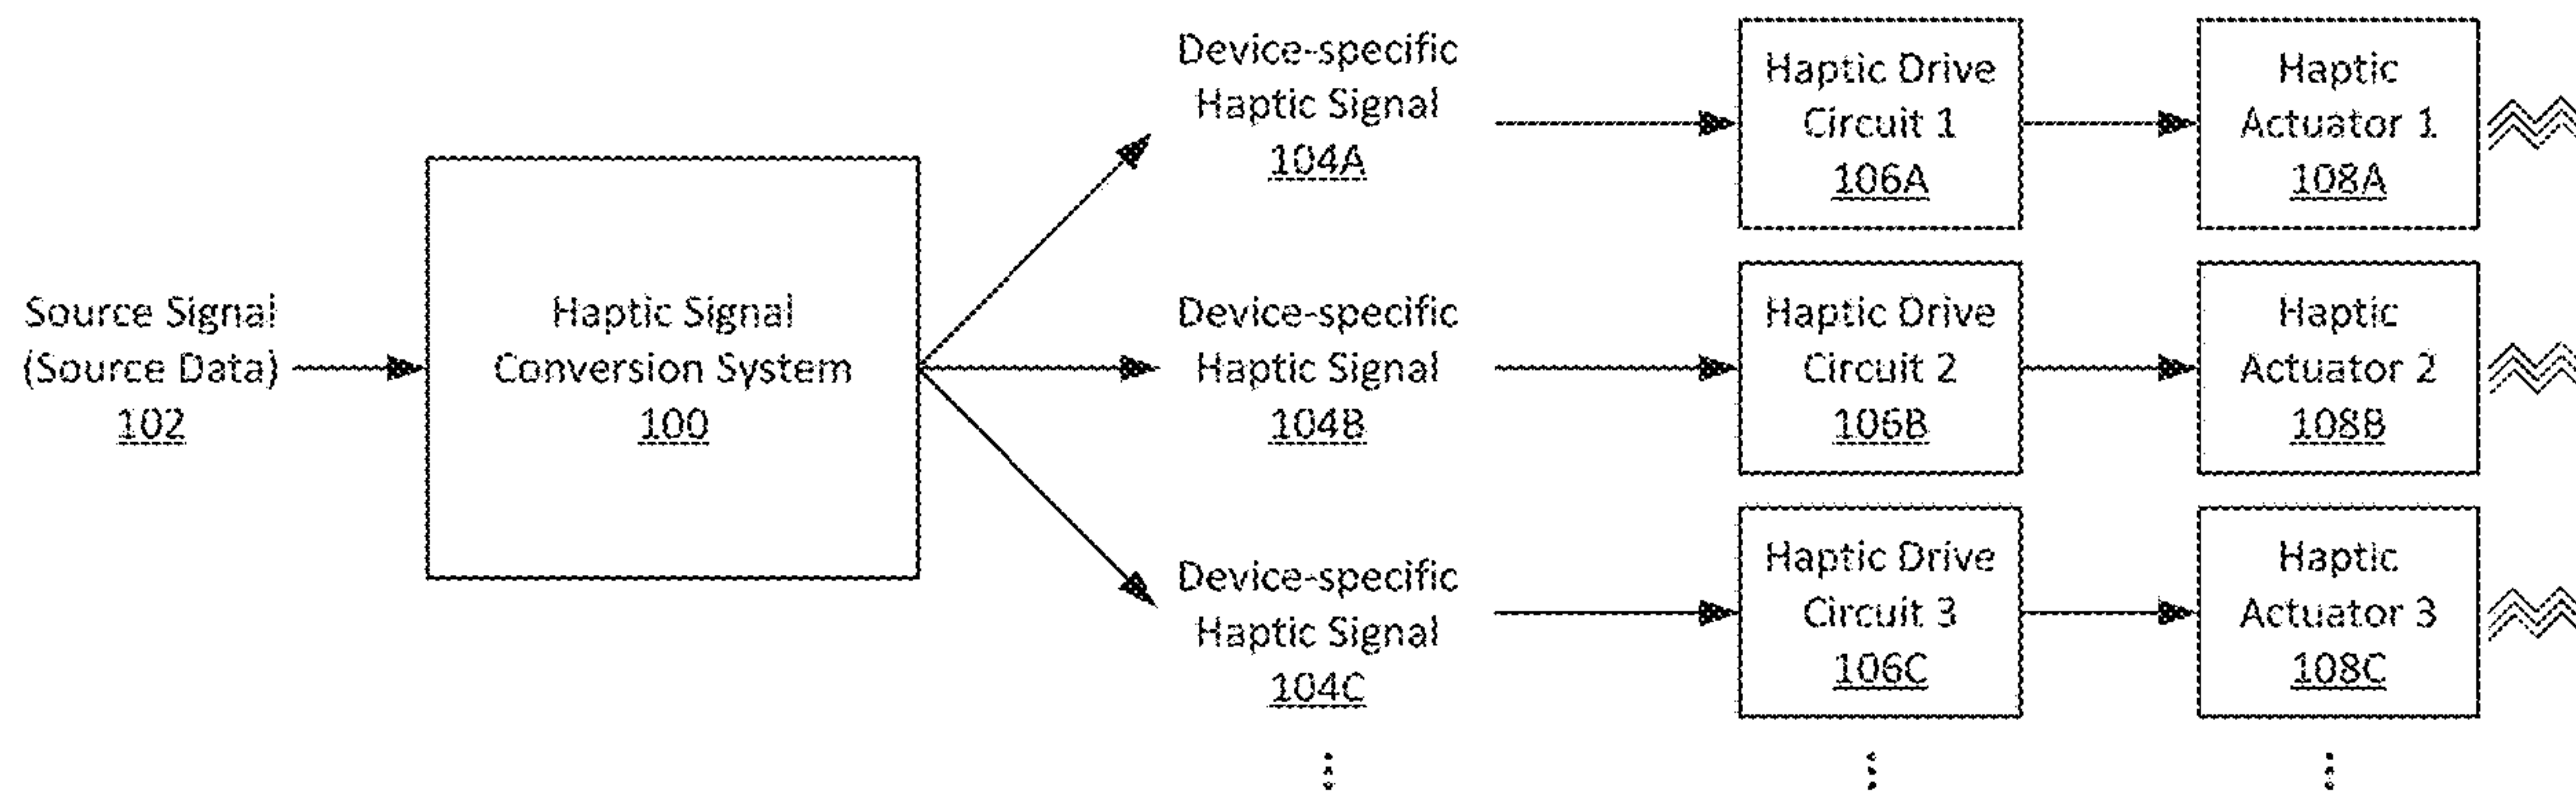 Source Signal
(Source Data)
102
Haptic Signal
Conversion System
100
Device-specific
Haptic Signal
104A
Haptic Drive
Circuit 1
106A
Haptic
Actuator 1
108A
Device-specific
Haptic Signal
104B
Haptic Drive
Circuit 2
106B
Haptic
Actuator 2
108B
Device-specific
Haptic Signal
104C
Haptic Drive
Circuit 3
106C
Haptic
Actuator 3
108C